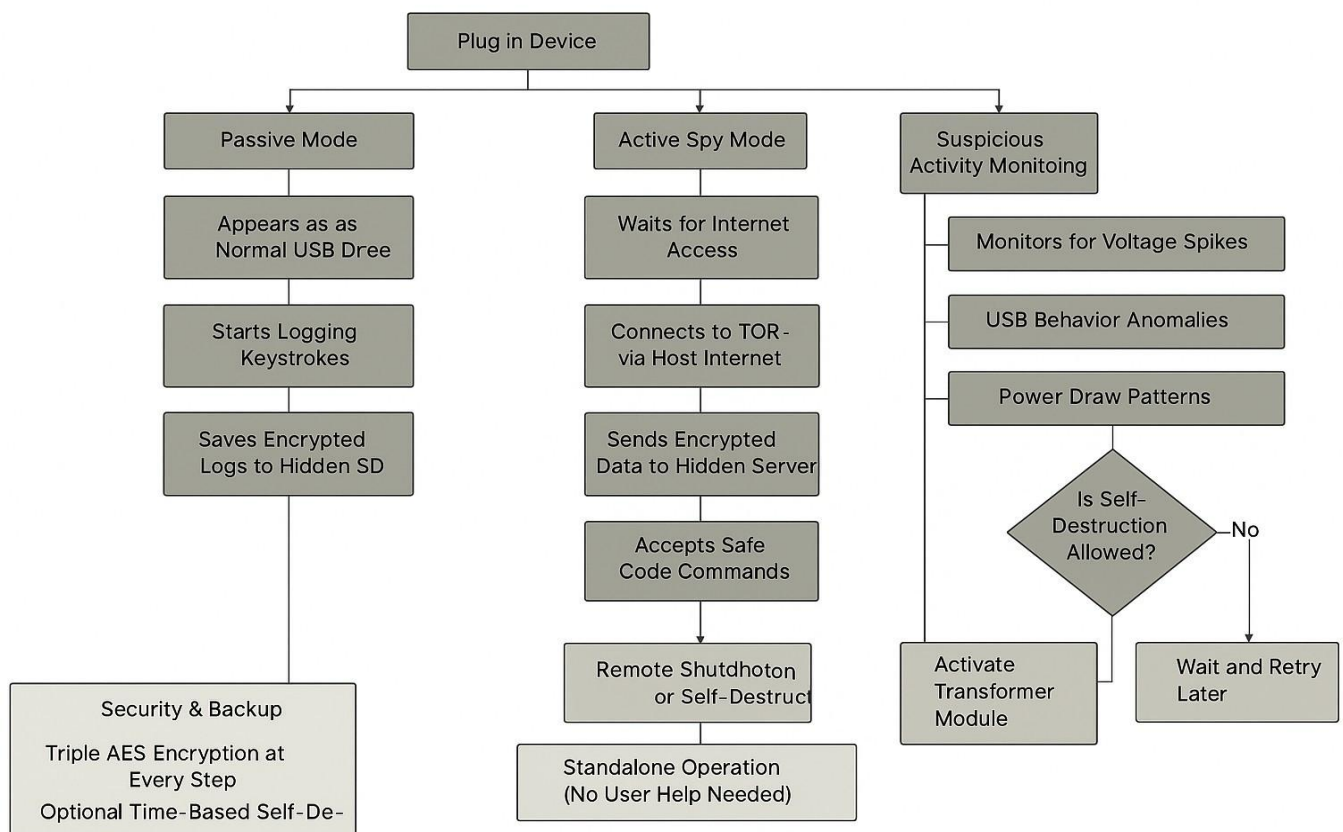 Plug in Device
Passive Mode
Appears as as
Normal USB Dree
Starts Logging
Keystrokes
Saves Encrypted
Logs to Hidden SD
Security & Backup
Triple AES Encryption at
Every Step
Optional Time-Based Self-De-
Active Spy Mode
Waits for Internet
Access
Connects to TOR-
via Host Internet
Sends Encrypted
Data to Hidden Server
Accepts Safe
Code Commands
Remote Shutdhoton
or Self-Destruct
Standalone Operation
(No User Help Needed)
Suspicious
Activity Monitoing
Monitors for Voltage Spikes
USB Behavior Anomalies
Power Draw Patterns
Is Self-
Destruction
Allowed?
No
Activate
Transformer
Module
Wait and Retry
Later